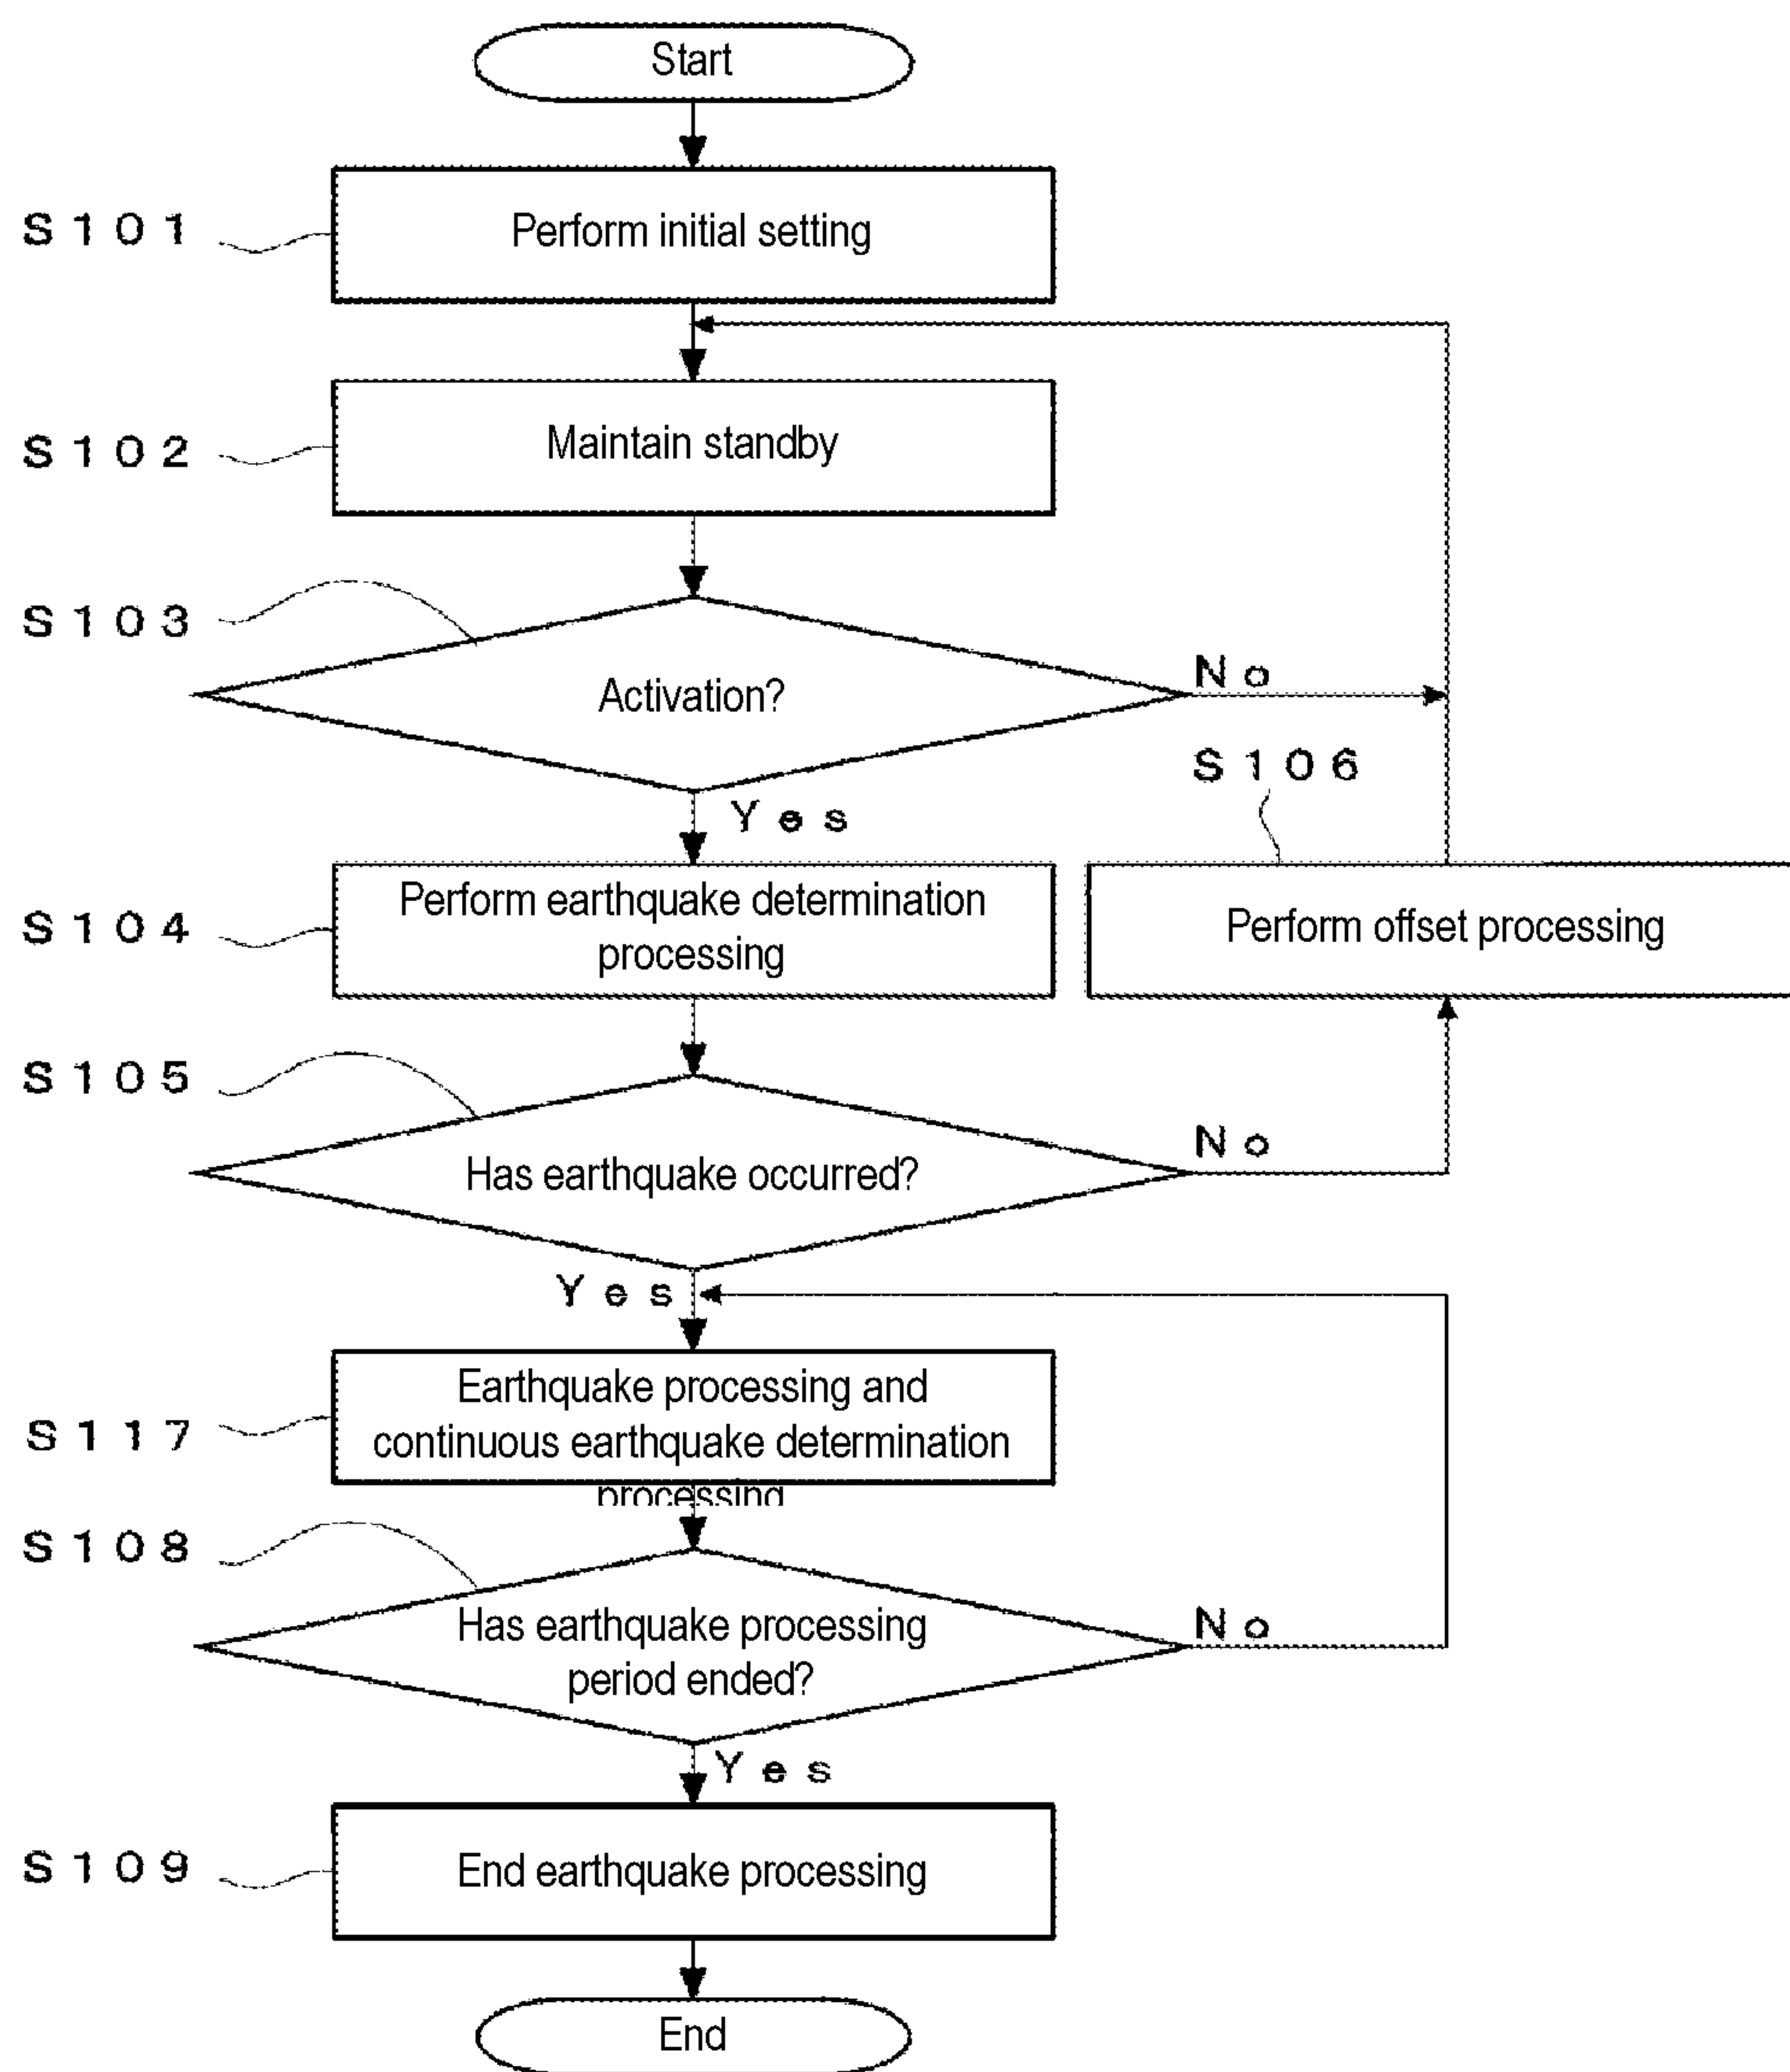 Start
S101
Perform initial setting
S102
Maintain standby
S103
Activation?
No
Yes
S106
S104
Perform earthquake determination
processing
Perform offset processing
S105
Has earthquake occurred?
No
Yes
S117
Earthquake processing and
continuous earthquake determination
processing
S108
Has earthquake processing
period ended?
No
Yes
S109
End earthquake processing
End